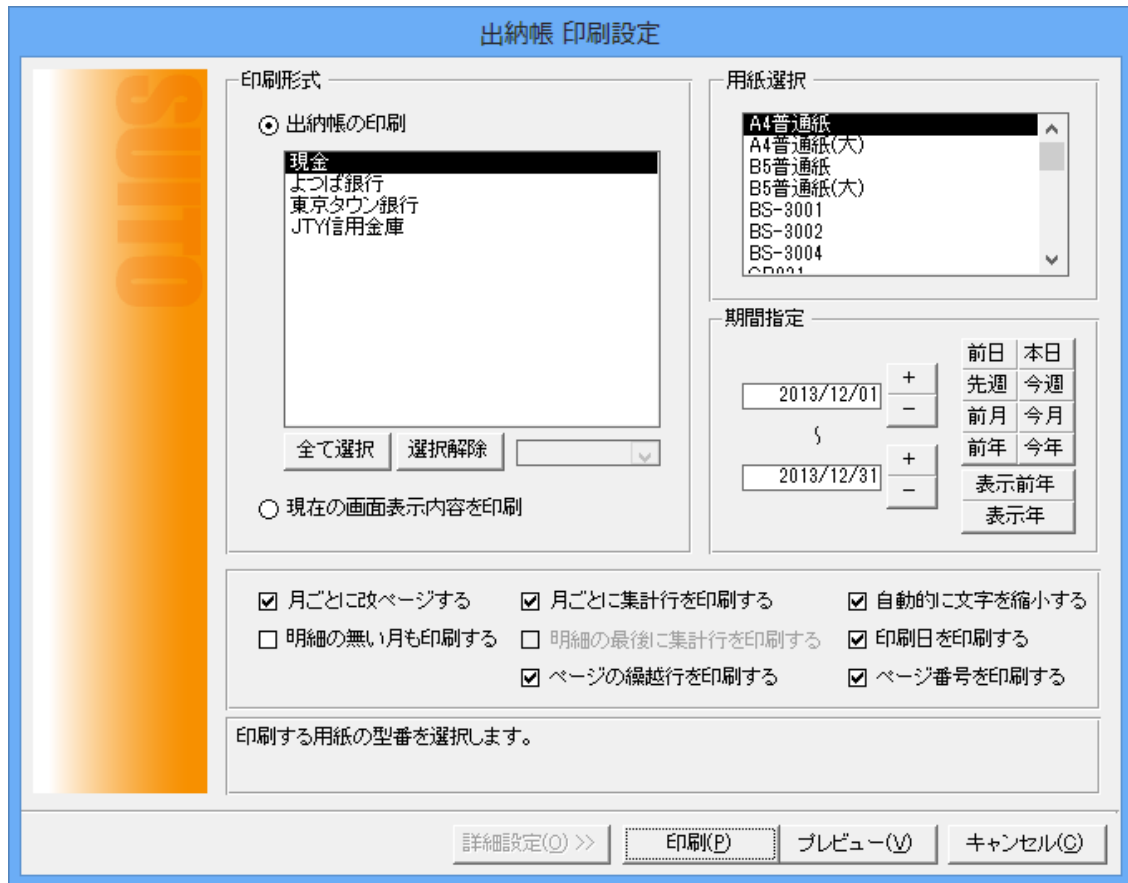 出納帳 印刷設定
SUITO
印刷形式
出納帳の印刷
現金
よつば銀行
東京タウン銀行
JTY信用金庫
全て選択
選択解除
現在の画面表示内容を印刷
用紙選択
A4普通紙
A4普通紙(大)
B5普通紙
B5普通紙(大)
BS-3001
BS-3002
BS-3004
期間指定
2013/12/01
+
-
~
2013/12/31
+
-
前日 本日
先週 今週
前月 今月
前年 今年
表示前年
表示年
月ごとに改ページする
月ごとに集計行を印刷する
自動的に文字を縮小する
明細の無い月も印刷する
明細の最後に集計行を印刷する
印刷日を印刷する
ページの繰越行を印刷する
ページ番号を印刷する
印刷する用紙の型番を選択します。
詳細設定(O) >>
印刷(P)
プレビュー(V)
キャンセル(C)